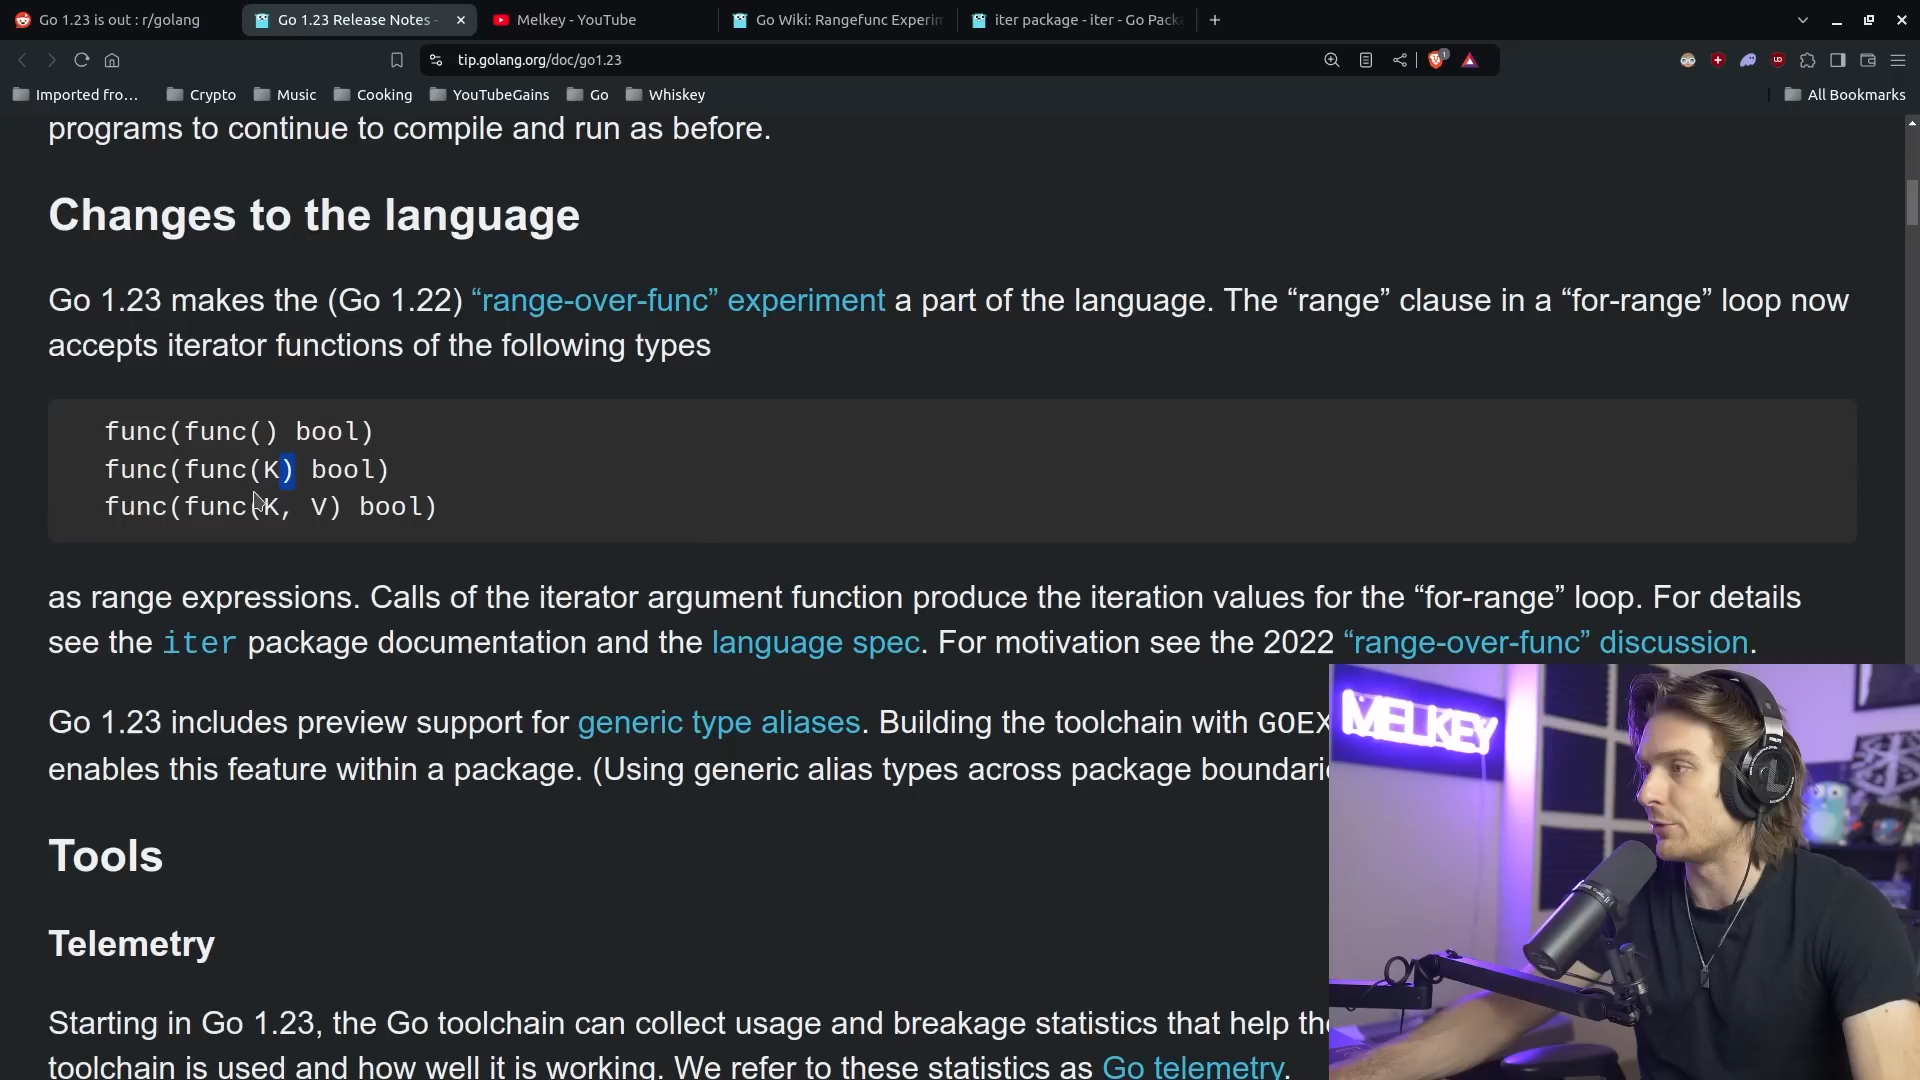 Go 1.23 is out : r/golang
Go 1.23 Release Notes -
Melkey - YouTube
Go Wiki: Rangefunc Experim
iter package - iter - Go Pack
tip.golang.org/doc/go1.23
1
Imported fro…
Crypto
Music
Cooking
YouTubeGains
Go
Whiskey
All Bookmarks
programs to continue to compile and run as before.
Changes to the language
Go 1.23 makes the (Go 1.22) “range-over-func” experiment a part of the language. The “range” clause in a “for-range” loop now
accepts iterator functions of the following types
func(func() bool)
func(func(K) bool)
func(func(K, V) bool)
as range expressions. Calls of the iterator argument function produce the iteration values for the “for-range” loop. For details
see the iter package documentation and the language spec. For motivation see the 2022 “range-over-func” discussion.
Go 1.23 includes preview support for generic type aliases. Building the toolchain with GOEX
enables this feature within a package. (Using generic alias types across package boundari
Tools
Telemetry
Starting in Go 1.23, the Go toolchain can collect usage and breakage statistics that help the
toolchain is used and how well it is working. We refer to these statistics as Go telemetry.
MELKEY